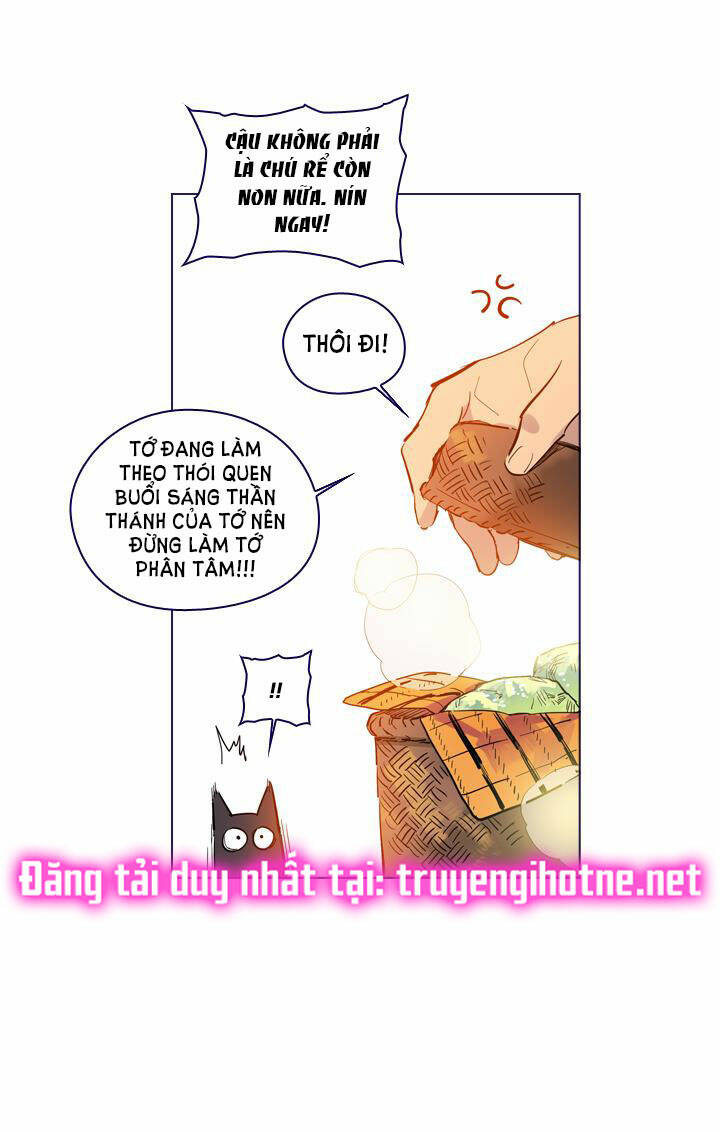 CẬU KHÔNG PHẢI
LÀ CHÚ RỂ CÒN
NON NỮA. NÍN
NGAY!
THÔI ĐI!
TỚ ĐANG LÀM
THEO THÓI QUEN
BUỔI SÁNG THẦN
THÁNH CỦA TỚ NÊN
ĐỪNG LÀM TỚ
PHÂN TÂM!!!
!!
Đăng tải duy nhất tại: truyengihotne.net